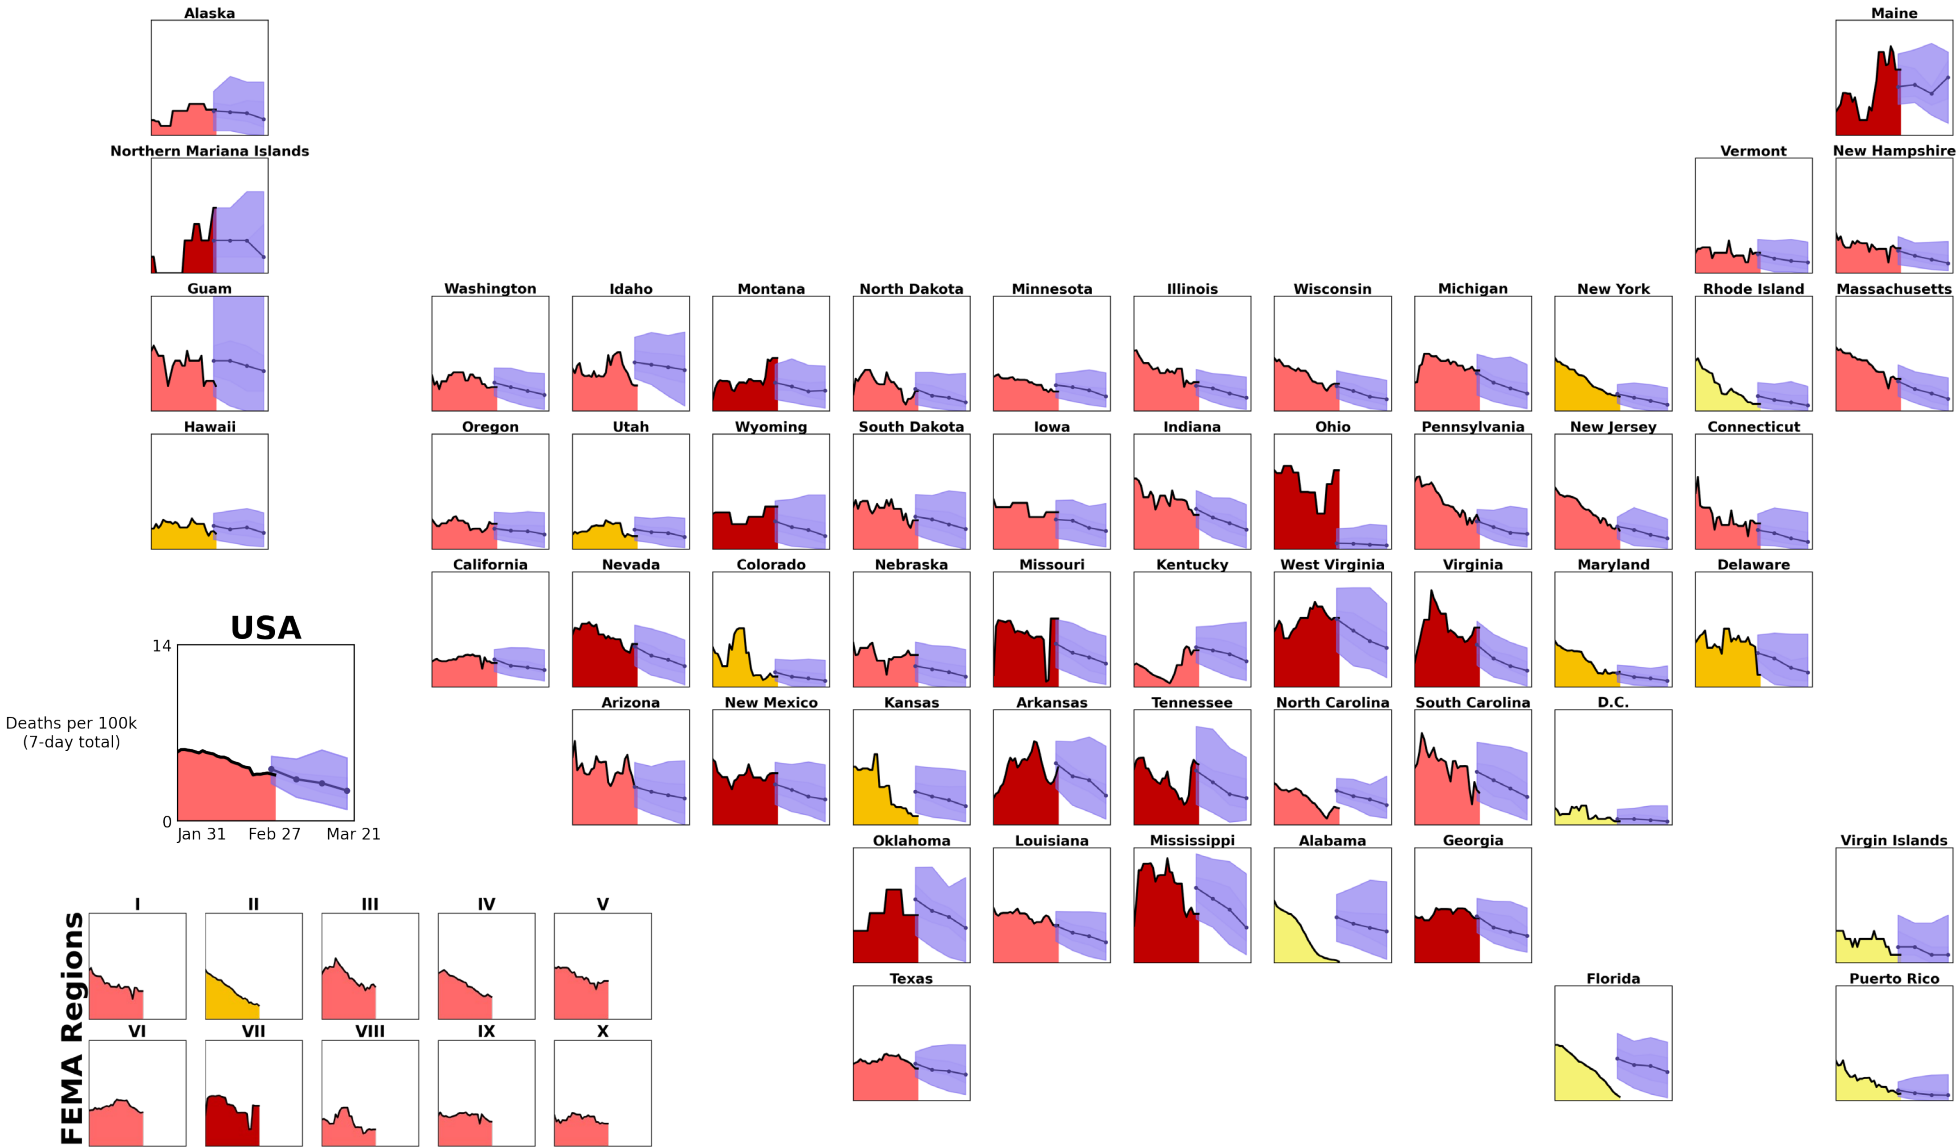 Alaska
Maine
Northern Mariana Islands
Vermont
New Hampshire
Guam
Washington
Idaho
Montana
North Dakota
Minnesota
Illinois
Wisconsin
Michigan
New York
Rhode Island
Massachusetts
Hawaii
Oregon
Utah
Wyoming
South Dakota
Iowa
Indiana
Ohio
Pennsylvania
New Jersey
Connecticut
California
Nevada
Colorado
Nebraska
Missouri
Kentucky
West Virginia
Virginia
Maryland
Delaware
USA
14
Deaths per 100k
(7-day total)
0
Jan 31
Feb 27
Mar 21
Arizona
New Mexico
Kansas
Arkansas
Tennessee
North Carolina
South Carolina
D.C.
Oklahoma
Louisiana
Mississippi
Alabama
Georgia
Virgin Islands
Texas
Florida
Puerto Rico
FEMA Regions
I
II
III
IV
V
VI
VII
VIII
IX
X